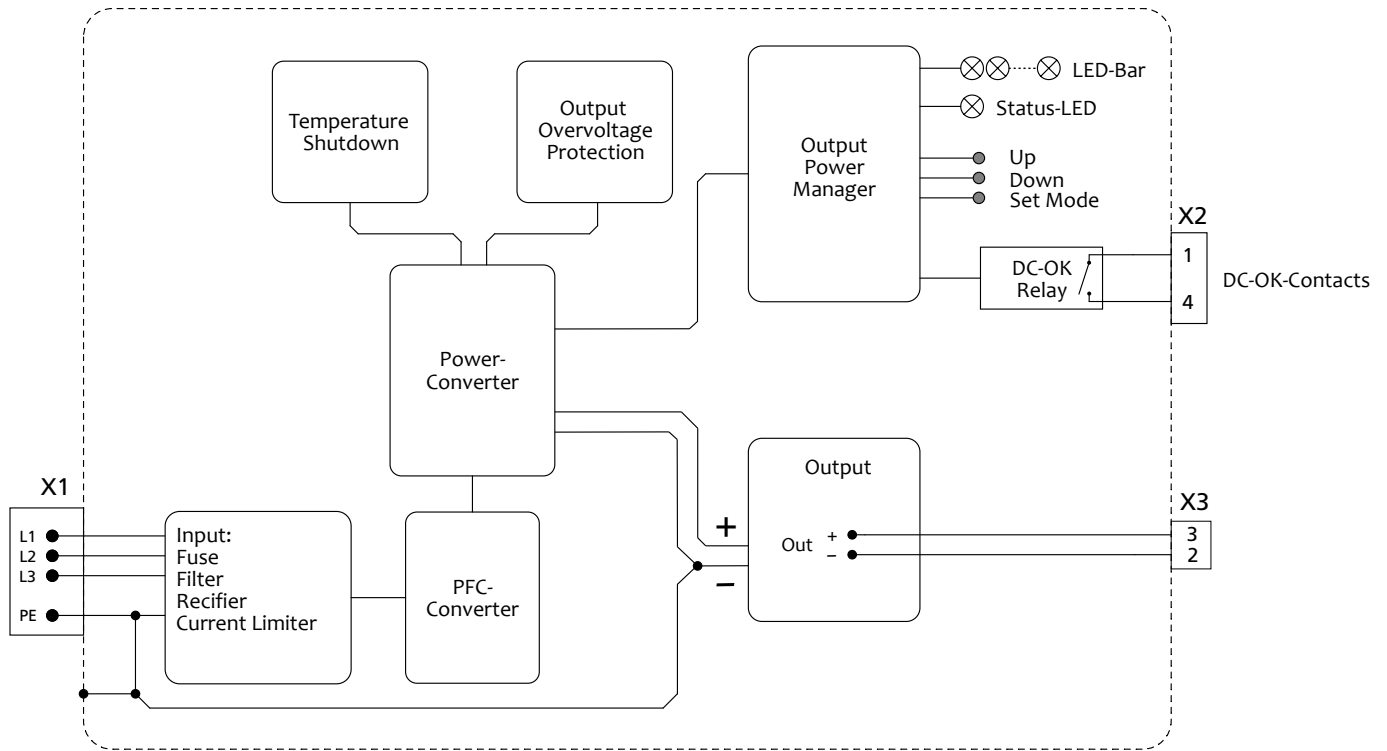 Temperature
Shutdown
Output
Overvoltage
Protection
Output
Power
Manager
LED-Bar
Status-LED
Up
Down
Set Mode
DC-OK
Relay
X2
1
4
DC-OK-Contacts
Power-
Converter
X1
L1
L2
L3
PE
Input:
Fuse
Filter
Recifier
Current Limiter
PFC-
Converter
+
−
Output
Out + −
X3
3
2